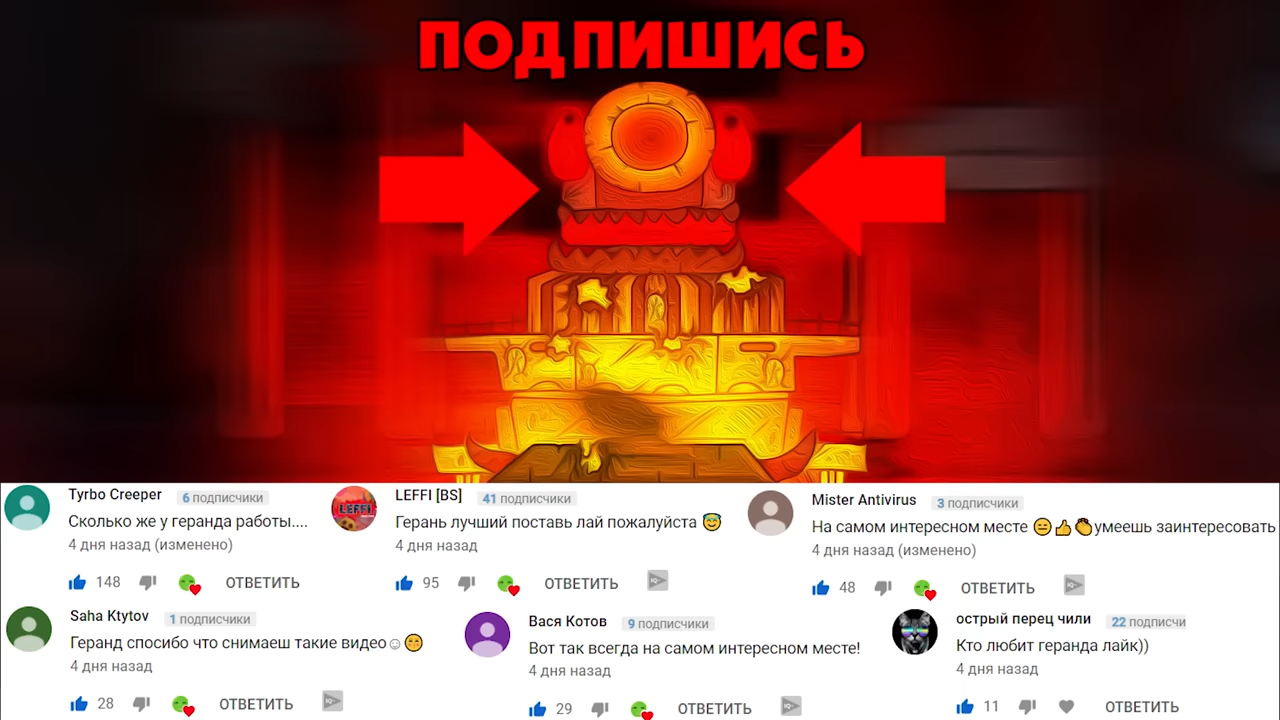 ПОДПИШИСЬ
Tyrbo Creeper 6 подписчики
Сколько же у геранда работы....
4 дня назад (изменено)
148 ОТВЕТИТЬ
LEFFI [BS] 41 подписчики
LEFFI
Герань лучший поставь лай пожалуйста 😇
4 дня назад
95 ОТВЕТИТЬ
Mister Antivirus 3 подписчики
На самом интересном месте 😑👍👏умеешь заинтересовать
4 дня назад (изменено)
48 ОТВЕТИТЬ
Saha Ktytov 1 подписчики
Геранд спосибо что снимаеш такие видео☺😁
4 дня назад
28 ОТВЕТИТЬ
Вася Котов 9 подписчики
Вот так всегда на самом интересном месте!
4 дня назад
29 ОТВЕТИТЬ
острый перец чили 22 подписчи
Кто любит геранда лайк))
4 дня назад
11 ОТВЕТИТЬ